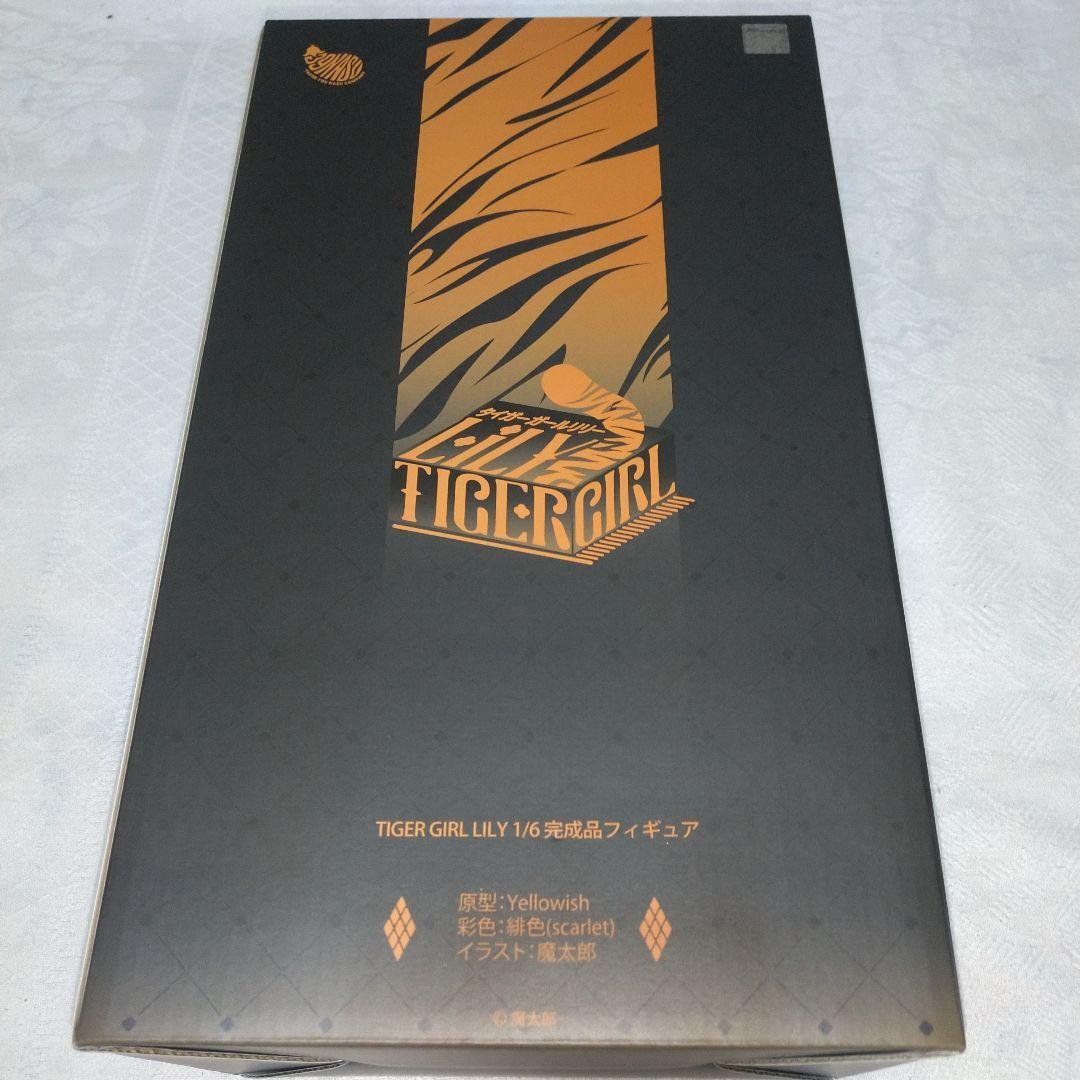 タイガーガールリリー
LILY
TIGER GIRL
TIGER GIRL LILY 1/6 完成品フィギュア
原型：Yellowish
彩色：緋色(scarlet)
イラスト：魔太郎
© 魔太郎